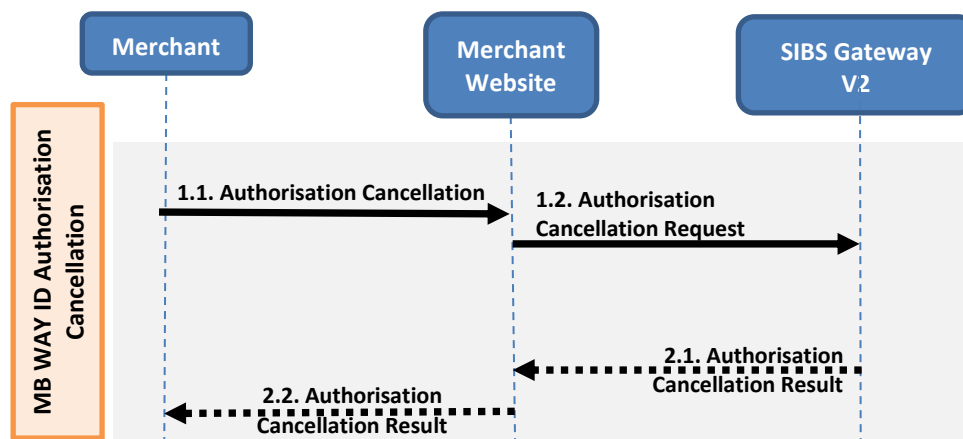 Merchant
Merchant
Website
SIBS Gateway
V2
MB WAY ID Authorisation
Cancellation
1.1. Authorisation Cancellation
1.2. Authorisation
Cancellation Request
2.1. Authorisation
Cancellation Result
2.2. Authorisation
Cancellation Result